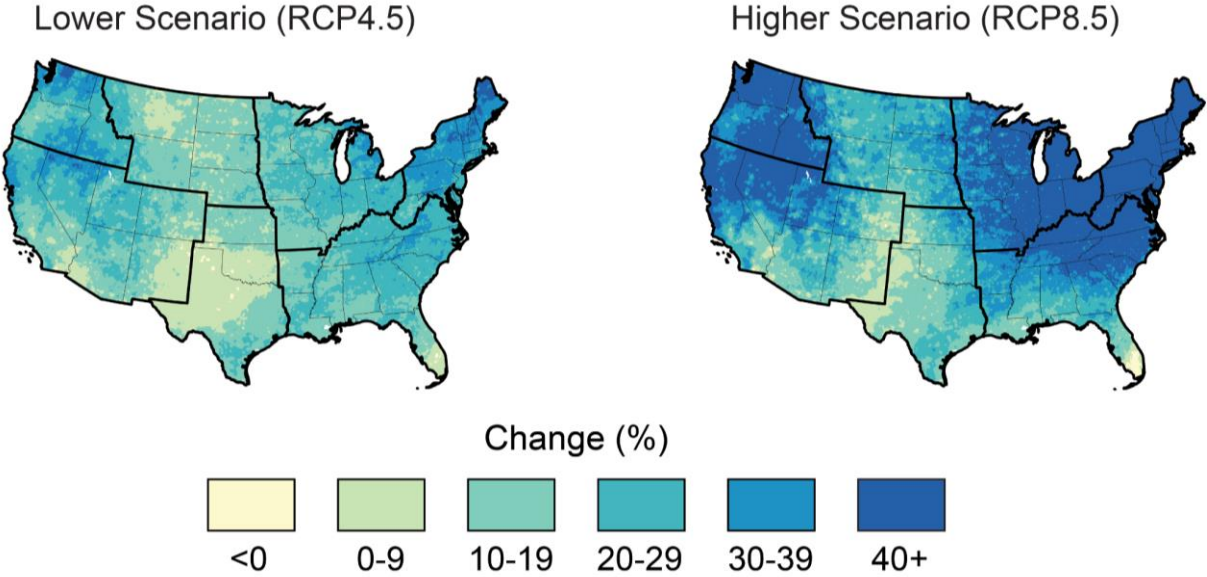 Lower Scenario (RCP4.5)
Higher Scenario (RCP8.5)
Change (%)
<0
0-9
10-19
20-29
30-39
40+